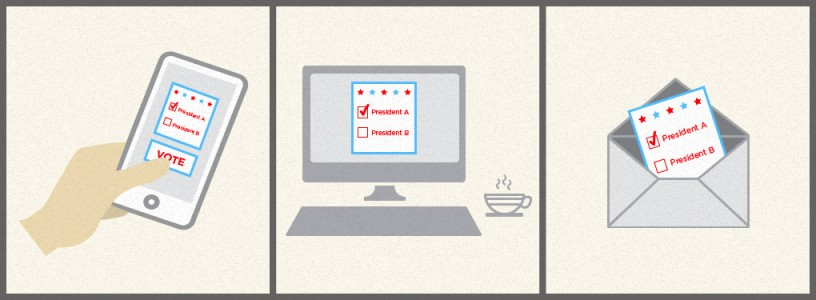 President A
President B
VOTE
President A
President B
President A
President B